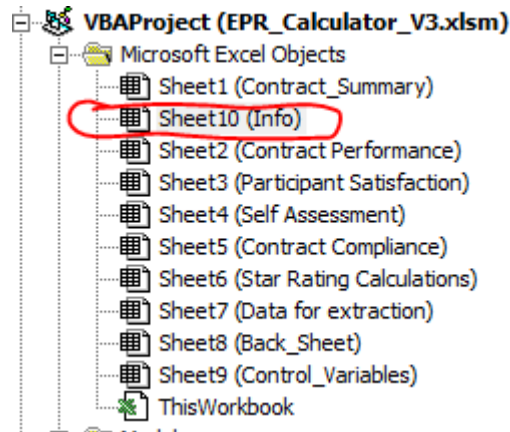 VBAProject (EPR_Calculator_V3.xlsm)
Microsoft Excel Objects
Sheet1 (Contract_Summary)
Sheet10 (Info)
Sheet2 (Contract Performance)
Sheet3 (Participant Satisfaction)
Sheet4 (Self Assessment)
Sheet5 (Contract Compliance)
Sheet6 (Star Rating Calculations)
Sheet7 (Data for extraction)
Sheet8 (Back_Sheet)
Sheet9 (Control_Variables)
ThisWorkbook